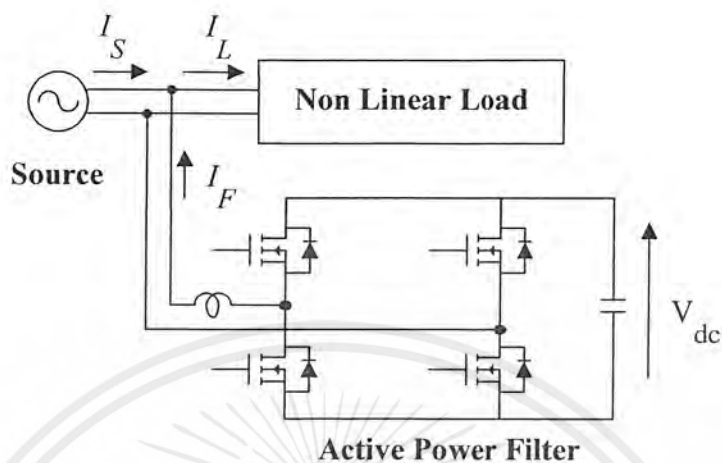 I_S
I_L
Non Linear Load
Source
I_F
V_dc
Active Power Filter